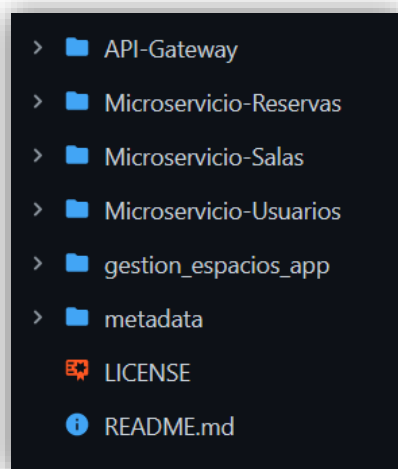 API-Gateway
Microservicio-Reservas
Microservicio-Salas
Microservicio-Usuarios
gestion_espacios_app
metadata
LICENSE
README.md